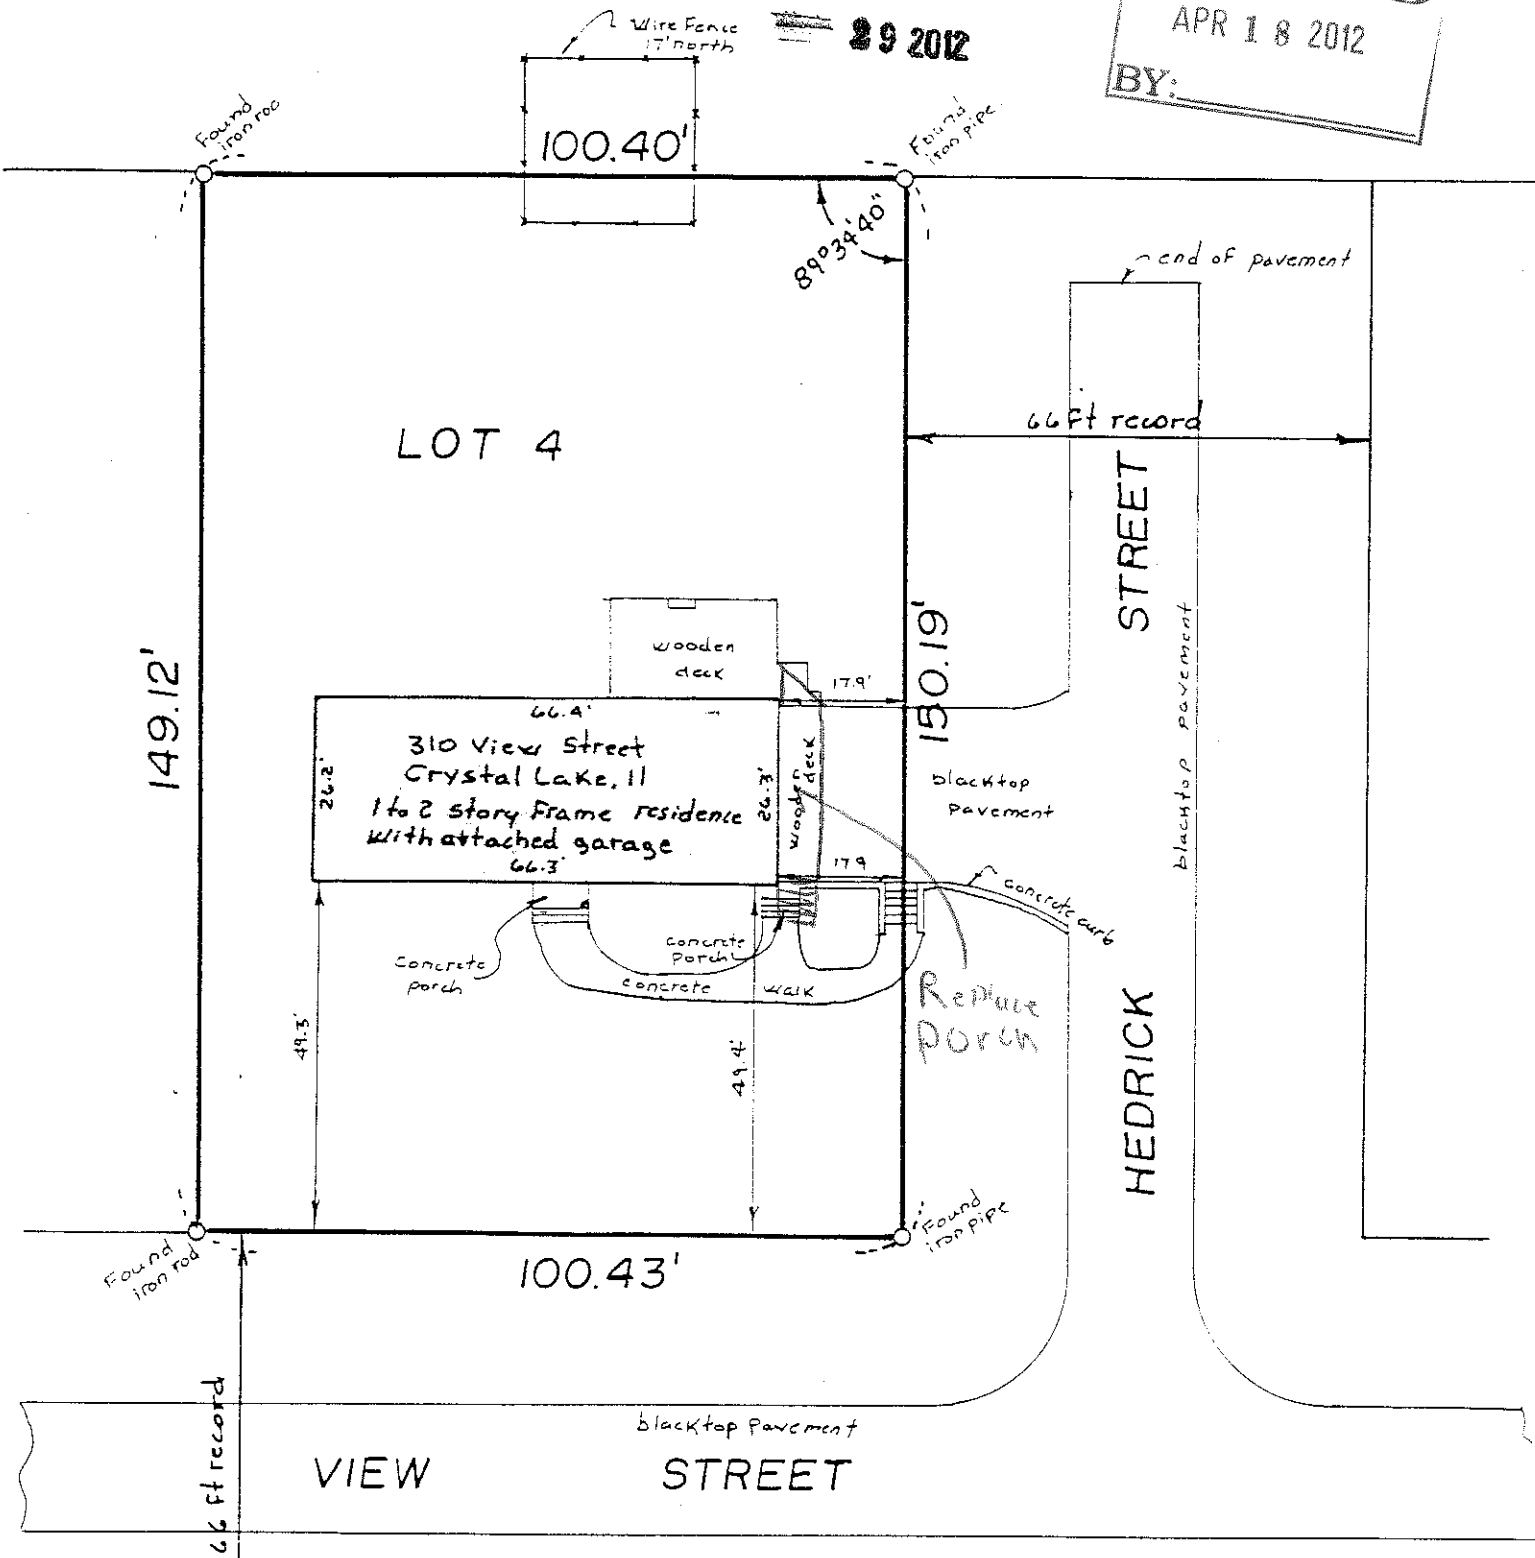 Wire Fence
17' north
29 2012
APR 18 2012
BY:
Found
iron rod
100.40'
Found
iron pipe
89°34'40"
end of pavement
66 Ft record
LOT 4
STREET
149.12'
150.19'
wooden
deck
17.9'
66.4'
310 View Street
Crystal Lake, Il
1 to 2 story Frame residence
with attached garage
66.3'
26.2'
26.3'
wooden
deck
17.9
blacktop
pavement
blacktop pavement
concrete curb
concrete
porch
concrete
porch
concrete walk
Replace
porch
49.3'
49.4'
HEDRICK
Found
iron rod
Found
iron pipe
100.43'
66 ft record
blacktop Pavement
VIEW STREET